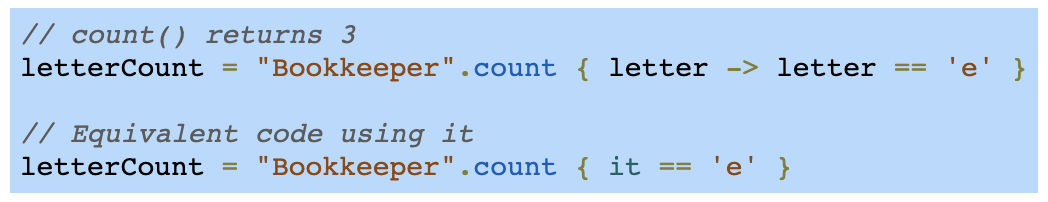 // count() returns 3
letterCount = "Bookkeeper".count { letter -> letter == 'e' }
// Equivalent code using it
letterCount = "Bookkeeper".count { it == 'e' }